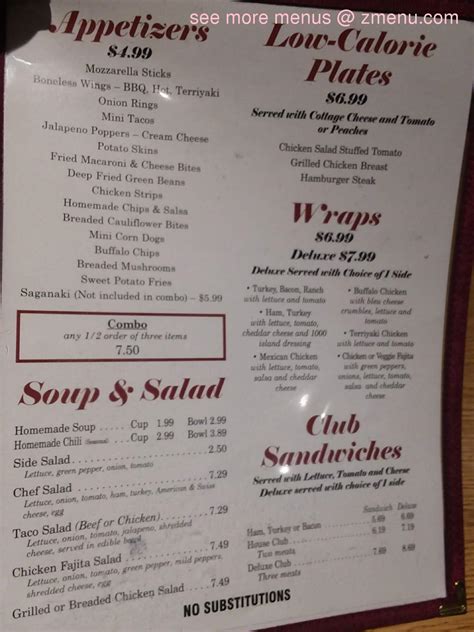 see more menus @ zmenu.com
Appetizers
$4.99
Mozzarella Sticks
Boneless Wings – BBQ, Hot, Terriyaki
Onion Rings
Mini Tacos
Jalapeno Poppers – Cream Cheese
Potato Skins
Fried Macaroni & Cheese Bites
Deep Fried Green Beans
Chicken Strips
Homemade Chips & Salsa
Breaded Cauliflower Bites
Mini Corn Dogs
Buffalo Chips
Breaded Mushrooms
Sweet Potato Fries
Saganaki (Not included in combo) – $5.99
Combo
any 1/2 order of three items
7.50
Soup & Salad
Homemade Soup Cup 1.99 Bowl 2.99
Homemade Chili (Seasonal) Cup 2.99 Bowl 3.89
Side Salad 2.50
Lettuce, green pepper, onion, tomato
Chef Salad 7.29
Lettuce, onion, tomato, ham, turkey, American & Swiss
cheese, egg
Taco Salad (Beef or Chicken) 7.29
Lettuce, onion, tomato, jalapeno, shredded
cheese, served in edible bowl
Chicken Fajita Salad 7.49
Lettuce, onion, tomato, green pepper, mild peppers,
shredded cheese, egg
Grilled or Breaded Chicken Salad 7.49
Low-Calorie
Plates
$6.99
Served with Cottage Cheese and Tomato
or Peaches
Chicken Salad Stuffed Tomato
Grilled Chicken Breast
Hamburger Steak
Wraps
$6.99
Deluxe $7.99
Deluxe Served with Choice of 1 Side
• Turkey, Bacon, Ranch
with lettuce and tomato
• Ham, Turkey
with lettuce, tomato,
cheddar cheese and 1000
island dressing
• Mexican Chicken
with lettuce, tomato,
salsa and cheddar
cheese
• Buffalo Chicken
with bleu cheese
crumbles, lettuce and
tomato
• Terriyaki Chicken
with lettuce and tomato
• Chicken or Veggie Fajita
with green peppers,
onions, lettuce,
tomato, salsa and
cheddar cheese
Club
Sandwiches
Served with Lettuce, Tomato and Cheese
Deluxe served with choice of 1 side
Sandwich Deluxe
Ham, Turkey or Bacon 5.69 6.69
House Club 6.19 7.19
Two meats
Deluxe Club 6.79 7.79
Three meats
NO SUBSTITUTIONS